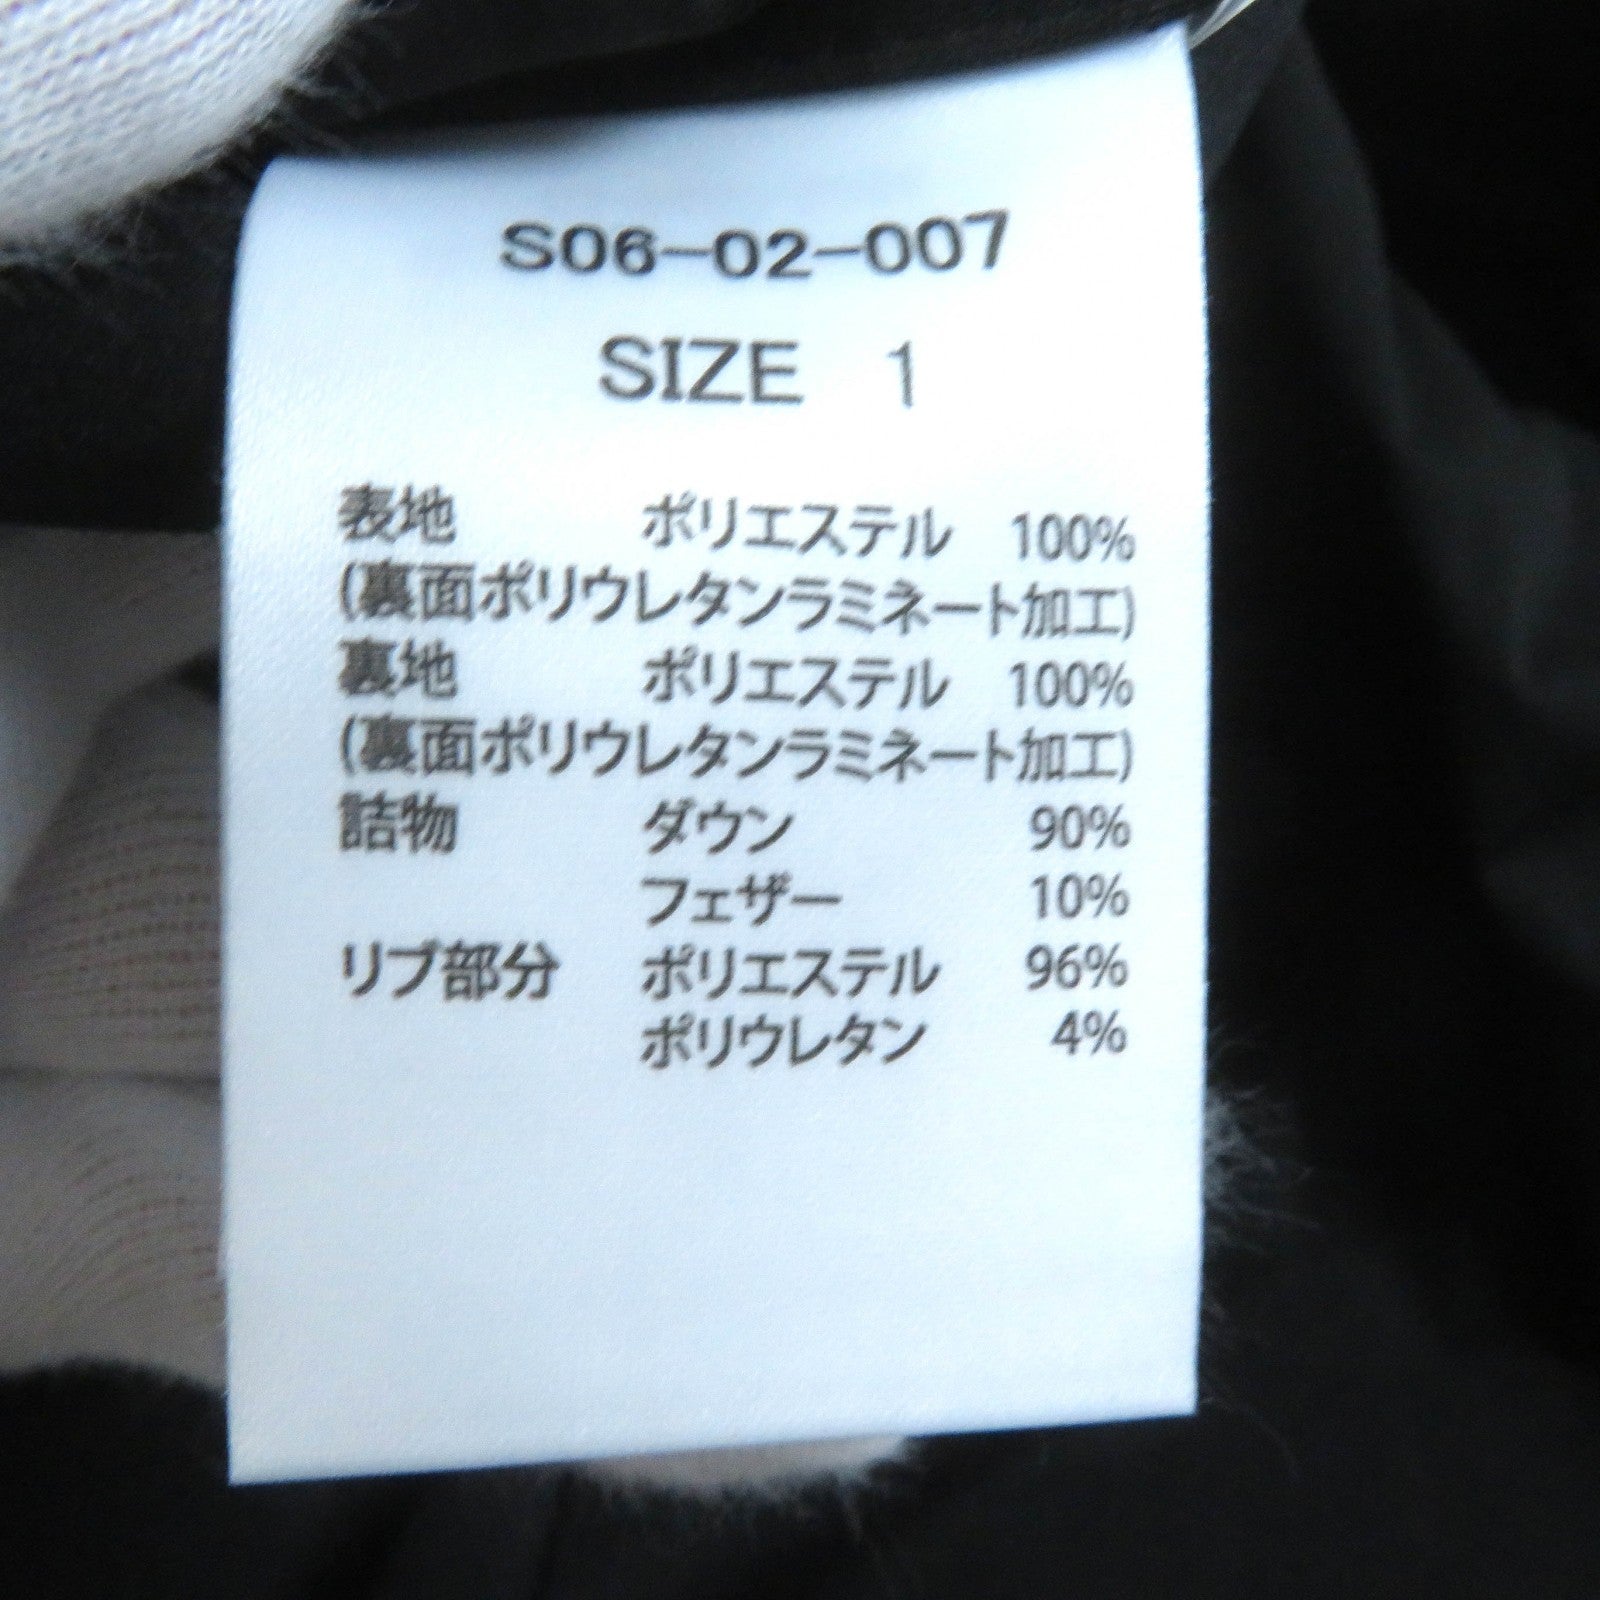 S06-02-007
SIZE 1
表地 ポリエステル 100%
(裏面ポリウレタンラミネート加工)
裏地 ポリエステル 100%
(裏面ポリウレタンラミネート加工)
詰物 ダウン 90%
フェザー 10%
リブ部分 ポリエステル 96%
ポリウレタン 4%